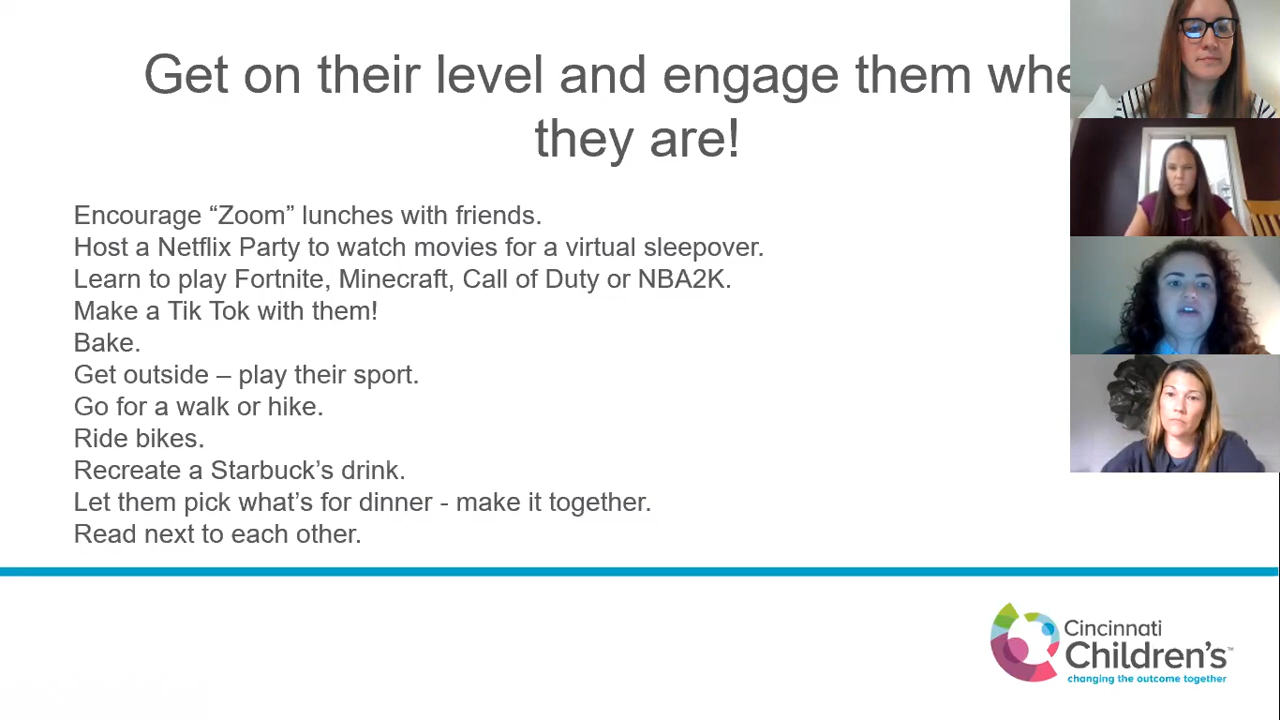 Get on their level and engage them whe
they are!
Encourage “Zoom” lunches with friends.
Host a Netflix Party to watch movies for a virtual sleepover.
Learn to play Fortnite, Minecraft, Call of Duty or NBA2K.
Make a Tik Tok with them!
Bake.
Get outside – play their sport.
Go for a walk or hike.
Ride bikes.
Recreate a Starbuck’s drink.
Let them pick what’s for dinner - make it together.
Read next to each other.
Cincinnati
Children’s™
changing the outcome together